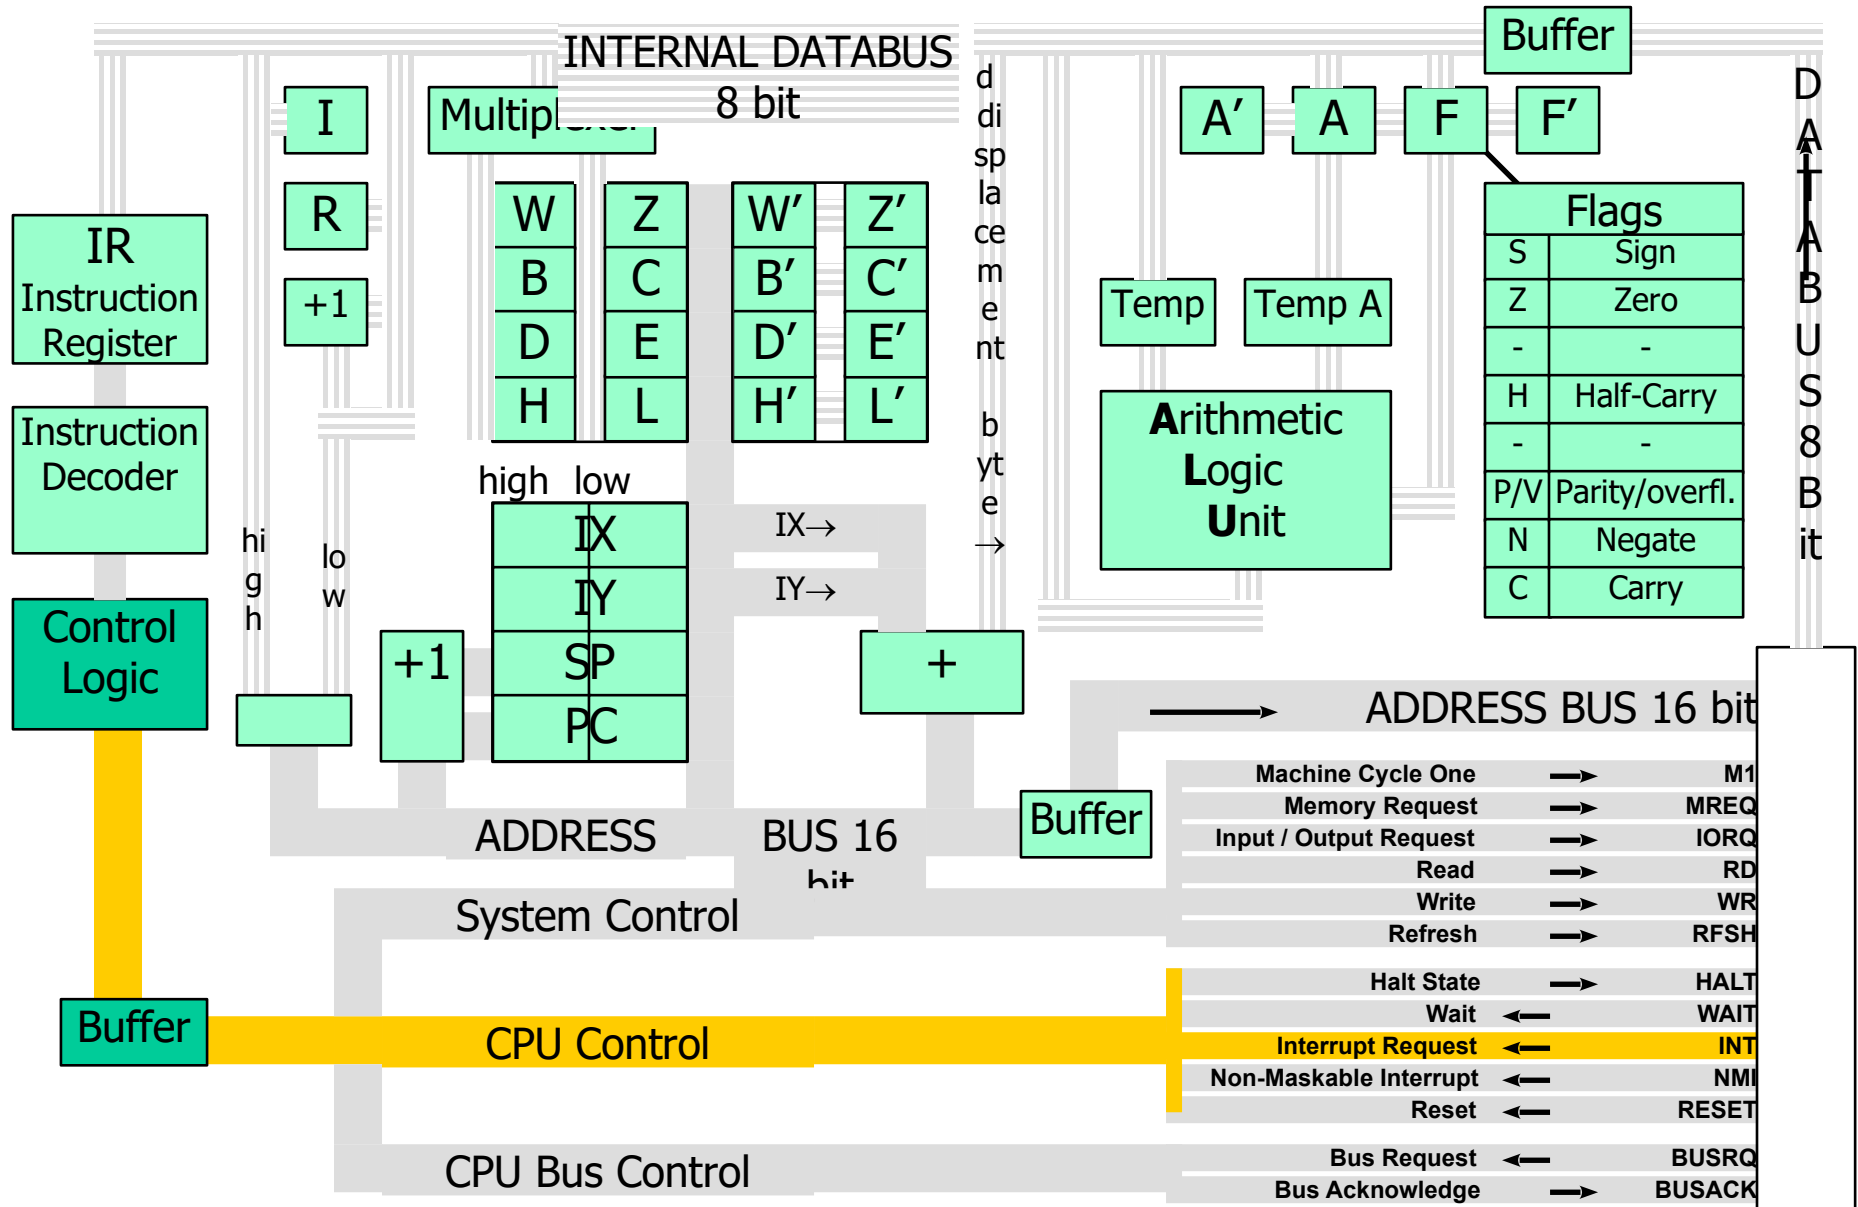 INTERNAL DATABUS
8 bit
Buffer
I
Multiplexer
A′
A
F
F′
R
+1
IR
Instruction
Register
Instruction
Decoder
Control
Logic
W
Z
B
C
D
E
H
L
W′
Z′
B′
C′
D′
E′
H′
L′
d
di
sp
la
ce
m
e
nt
b
yt
e
→
Temp
Temp A
Arithmetic
Logic
Unit
Flags
S Sign
Z Zero
- -
H Half-Carry
- -
P/V Parity/overfl.
N Negate
C Carry
D
A
T
A
B
U
S
8
B
it
hi
g
h
lo
w
high low
IX
IY
SP
PC
IX→
IY→
+1
+
ADDRESS BUS 16 bit
Buffer
ADDRESS
BUS 16
bit
System Control
Machine Cycle One M1
Memory Request MREQ
Input / Output Request IORQ
Read RD
Write WR
Refresh RFSH
Buffer
CPU Control
Halt State HALT
Wait WAIT
Interrupt Request INT
Non-Maskable Interrupt NMI
Reset RESET
CPU Bus Control
Bus Request BUSRQ
Bus Acknowledge BUSACK